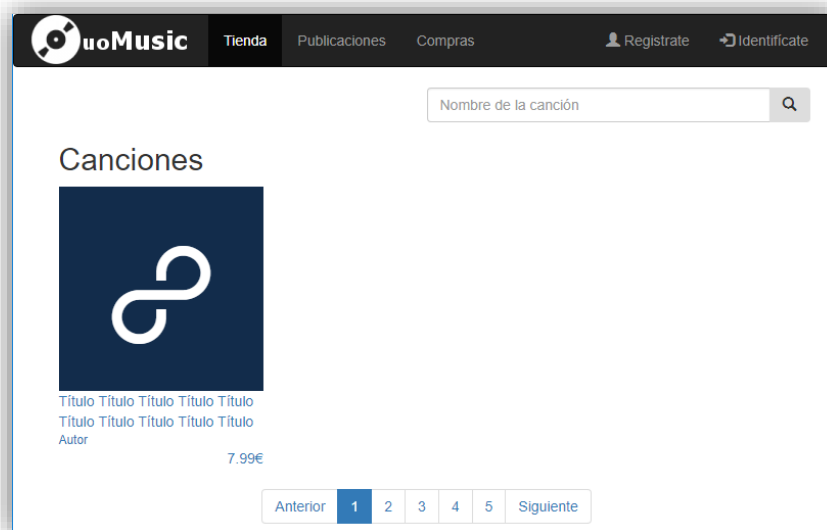 uoMusic Tienda Publicaciones Compras Registrate Identifícate
Nombre de la canción
Canciones
Título Título Título Título Título
Título Título Título Título Título
Autor
7.99€
Anterior 1 2 3 4 5 Siguiente